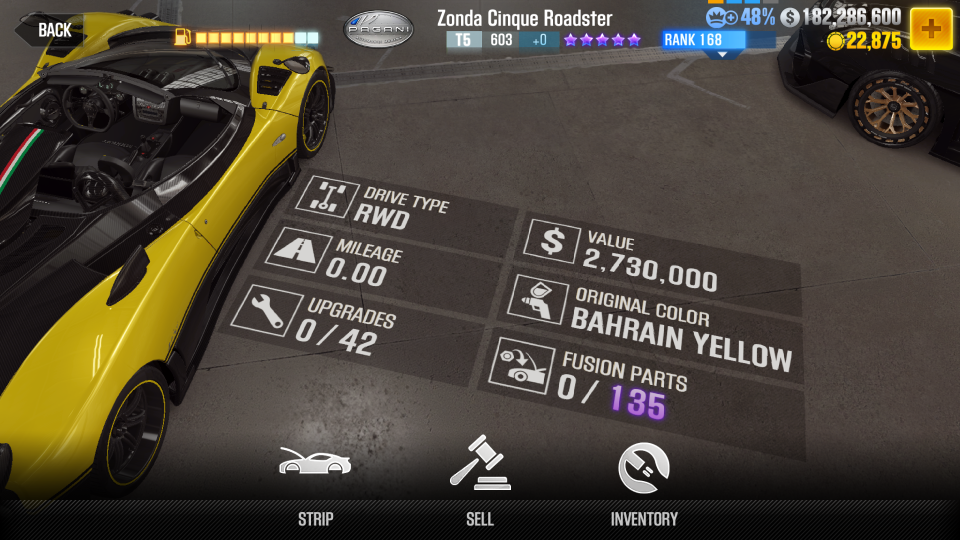 BACK
PAGANI
Zonda Cinque Roadster
T5 603 +0
48%
182,286,600
RANK 168
22,875
DRIVE TYPE
RWD
MILEAGE
0.00
UPGRADES
0/42
VALUE
2,730,000
ORIGINAL COLOR
BAHRAIN YELLOW
FUSION PARTS
0/ 135
STRIP
SELL
INVENTORY